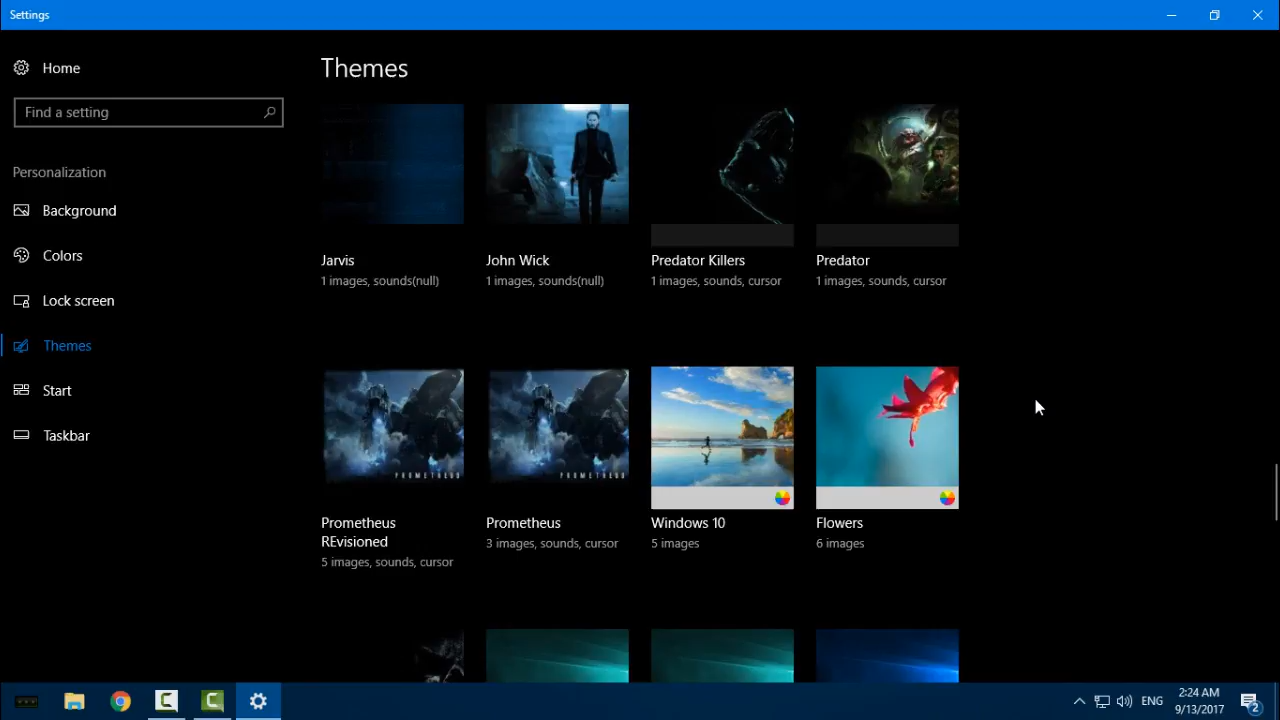 Settings
Home
Find a setting
Personalization
Background
Colors
Lock screen
Themes
Start
Taskbar
Themes
Jarvis
1 images, sounds(null)
John Wick
1 images, sounds(null)
Predator Killers
1 images, sounds, cursor
Predator
1 images, sounds, cursor
PROMETHEUS
Prometheus
REvisioned
5 images, sounds, cursor
PROMETHEUS
Prometheus
3 images, sounds, cursor
Windows 10
5 images
Flowers
6 images
ENG
2:24 AM
9/13/2017
2